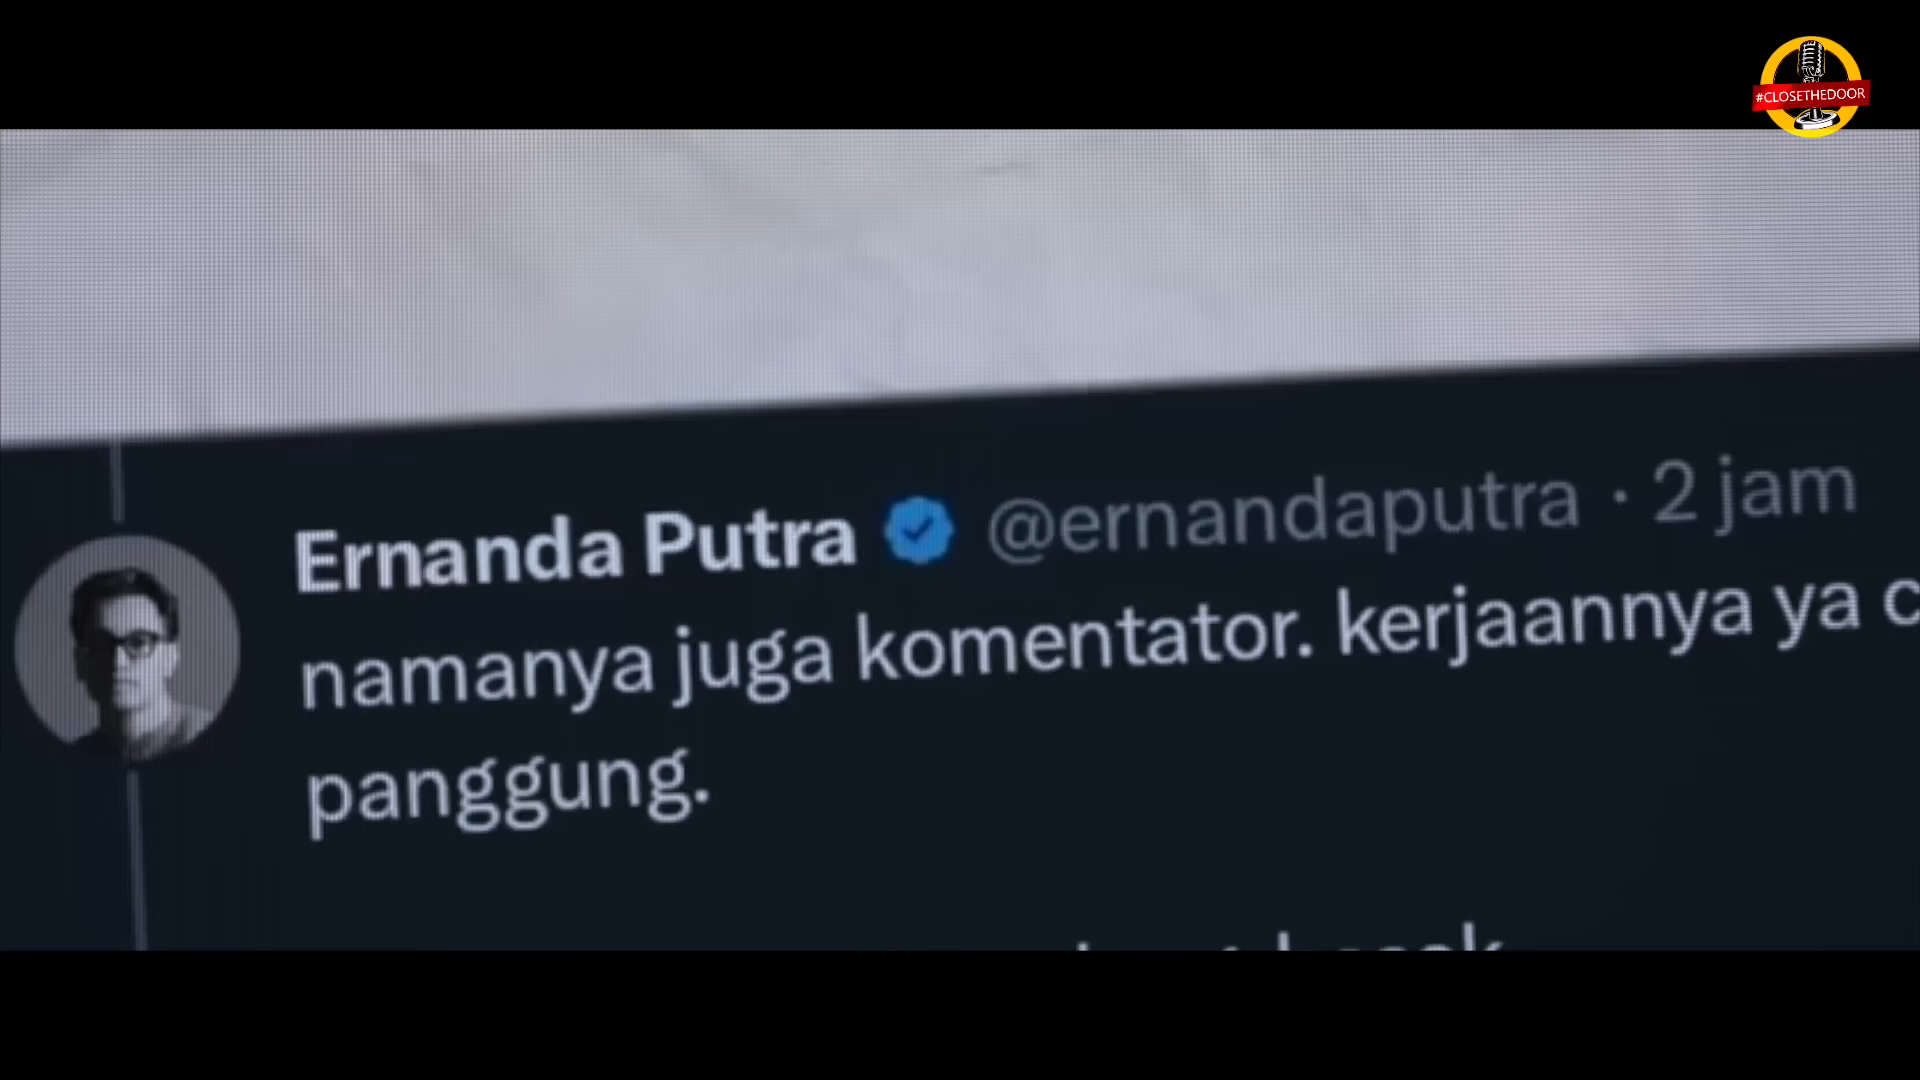 #CLOSETHEDOOR
Ernanda Putra @ernandaputra · 2 jam
namanya juga komentator. kerjaannya ya
panggung.